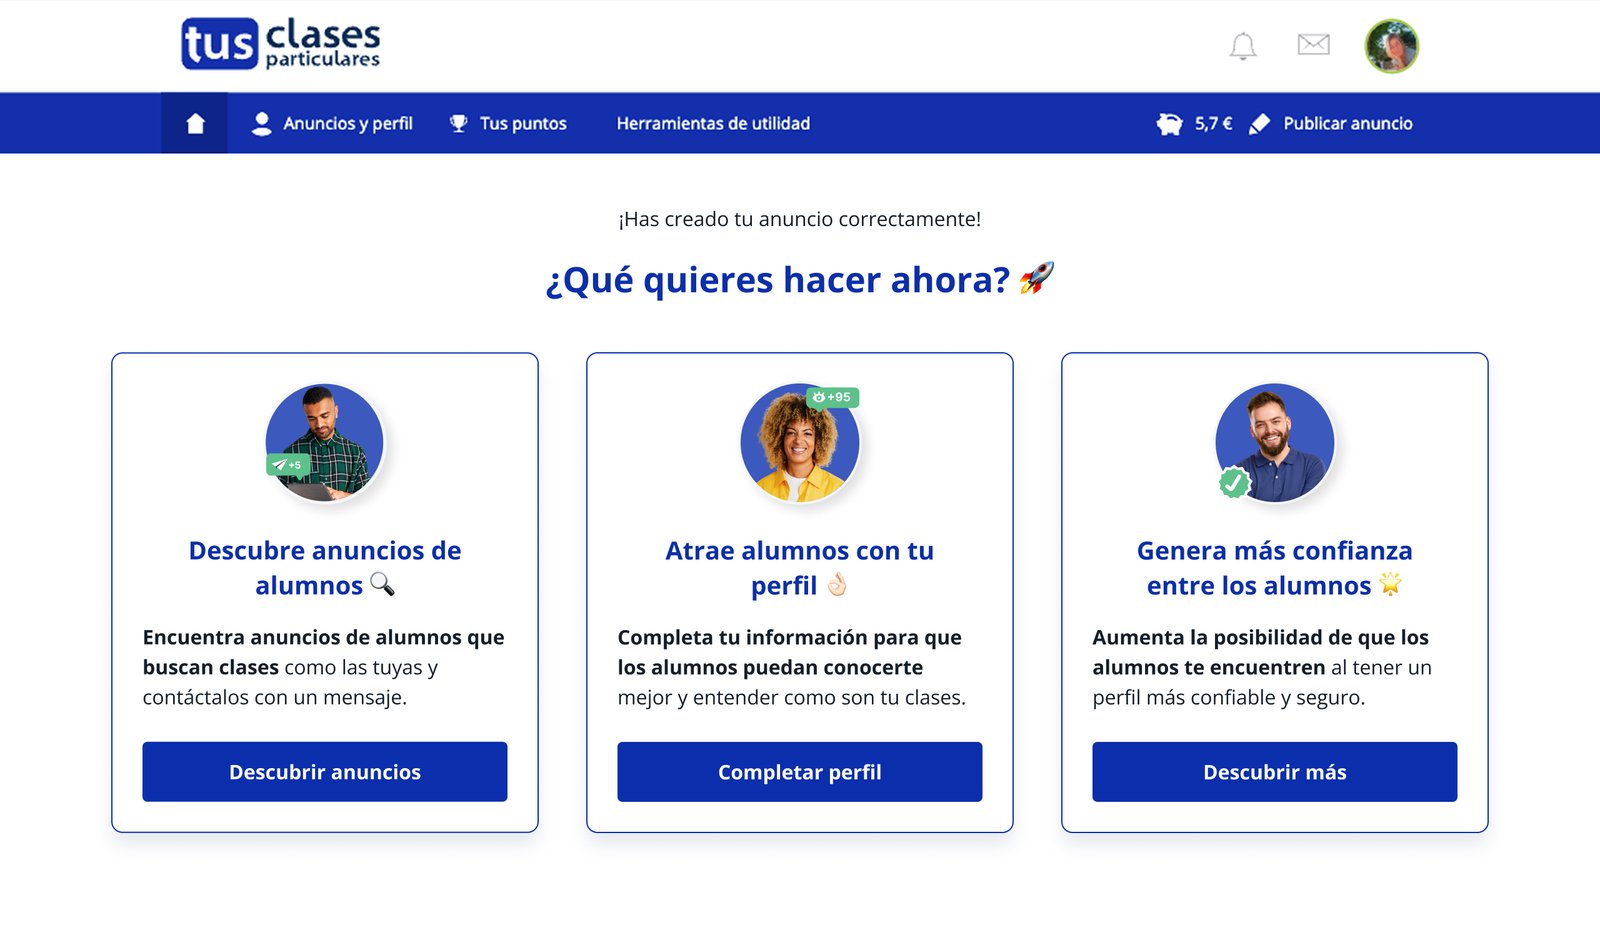 tus clases
particulares
Anuncios y perfil
Tus puntos
Herramientas de utilidad
5,7 €
Publicar anuncio
¡Has creado tu anuncio correctamente!
¿Qué quieres hacer ahora? 🚀
+5
Descubre anuncios de
alumnos 🔍
Encuentra anuncios de alumnos que
buscan clases como las tuyas y
contáctalos con un mensaje.
Descubrir anuncios
+95
Atrae alumnos con tu
perfil 👌🏻
Completa tu información para que
los alumnos puedan conocerte
mejor y entender como son tu clases.
Completar perfil
Genera más confianza
entre los alumnos 🌟
Aumenta la posibilidad de que los
alumnos te encuentren al tener un
perfil más confiable y seguro.
Descubrir más